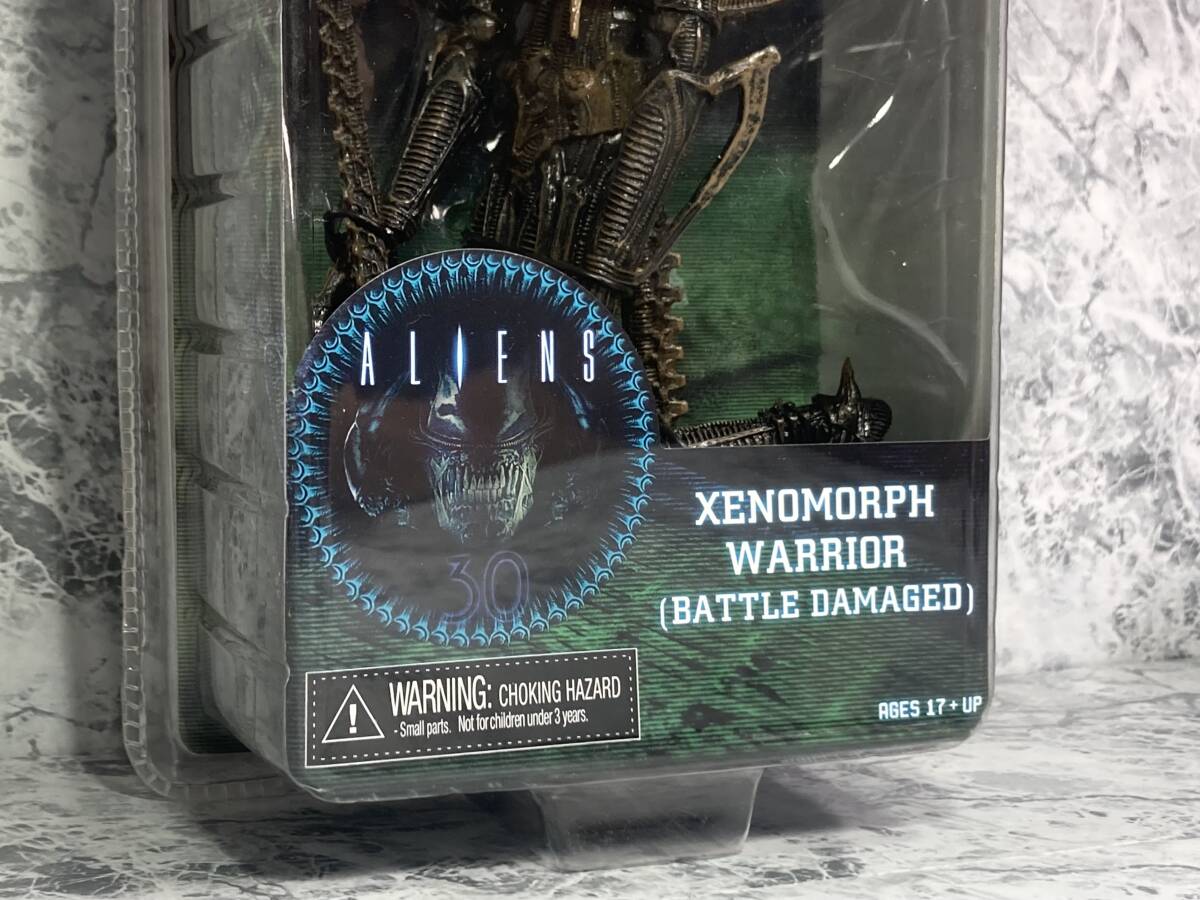 ALIENS
30
XENOMORPH
WARRIOR
(BATTLE DAMAGED)
WARNING: CHOKING HAZARD
- Small parts. Not for children under 3 years.
AGES 17+ UP